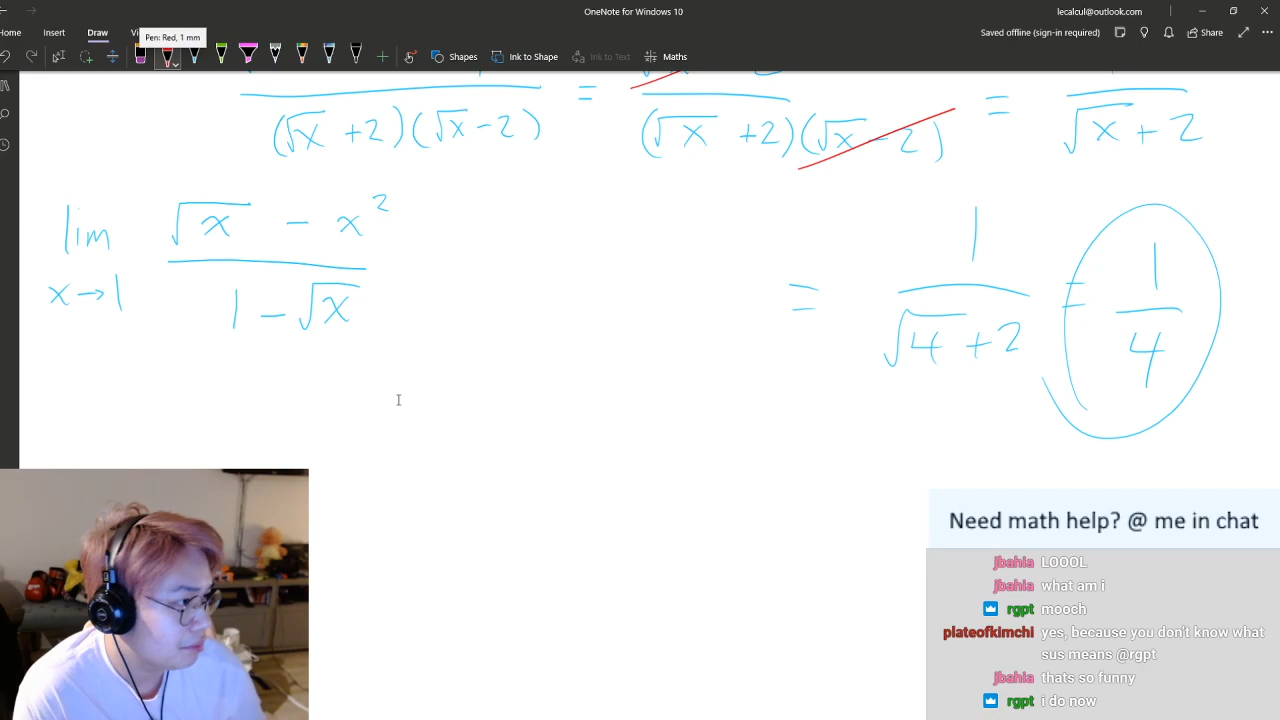 OneNote for Windows 10
lecalcul@outlook.com
Home Insert Draw Vi
Saved offline (sign-in required) Share
Pen: Red, 1 mm
Shapes Ink to Shape Ink to Text Maths
(√x + 2)(√x - 2) = (√x + 2)(√x - 2) = √x + 2
lim x→1
√x - x²
1 - √x
= 1
√4 + 2
= 1
4
Need math help? @ me in chat
jbahia LOOOL
jbahia what am i
rgpt mooch
plateofkimchi yes, because you don't know what
sus means @rgpt
jbahia thats so funny
rgpt i do now